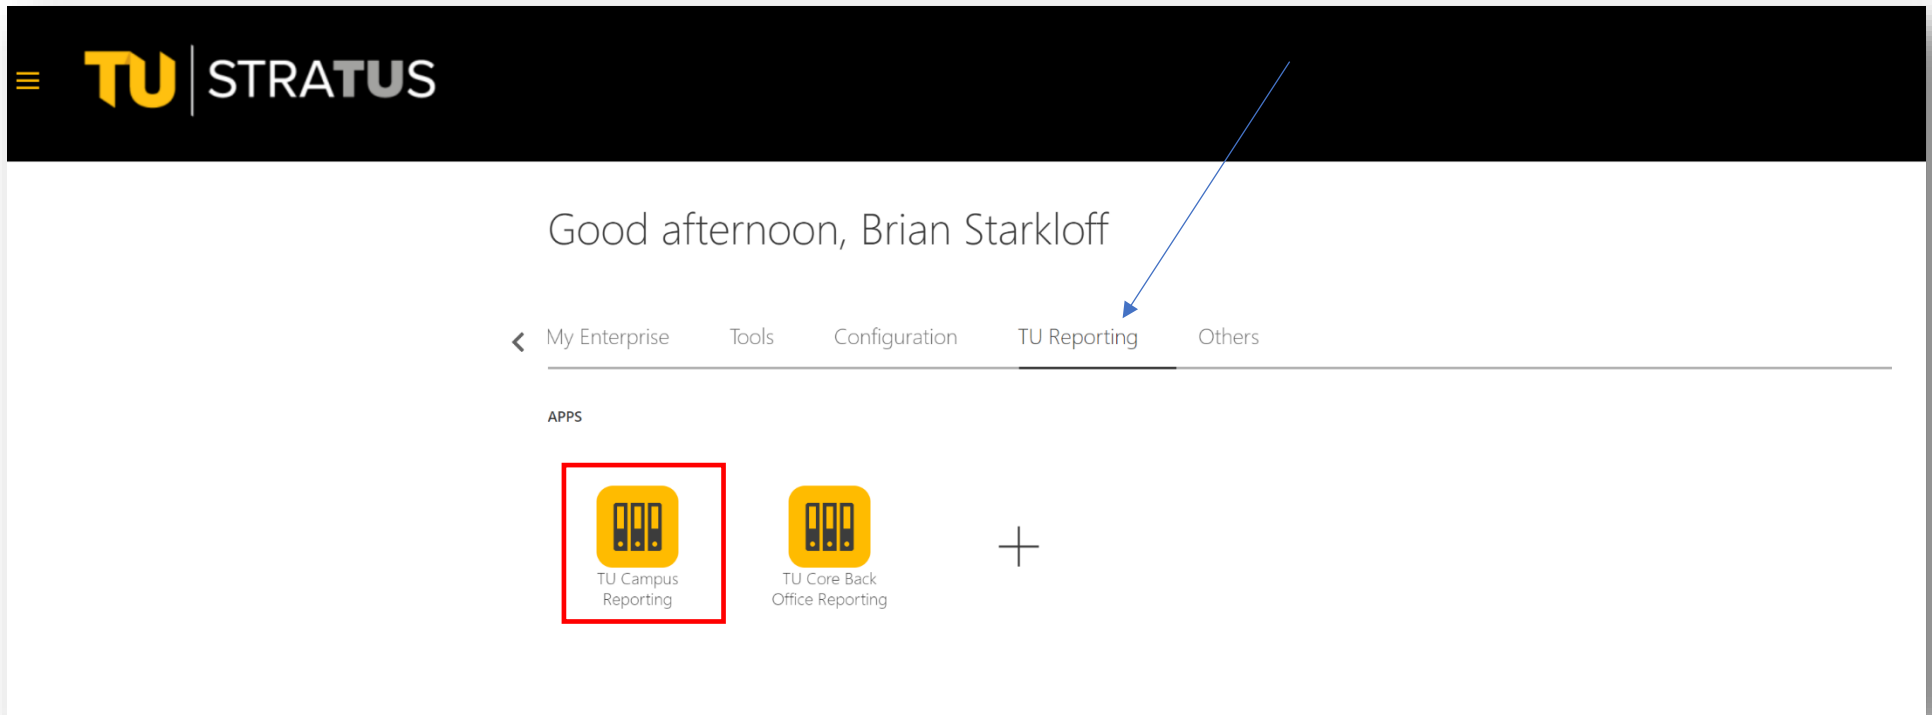 TU STRATUS
Good afternoon, Brian Starkloff
My Enterprise Tools Configuration TU Reporting Others
APPS
TU Campus
Reporting
TU Core Back
Office Reporting